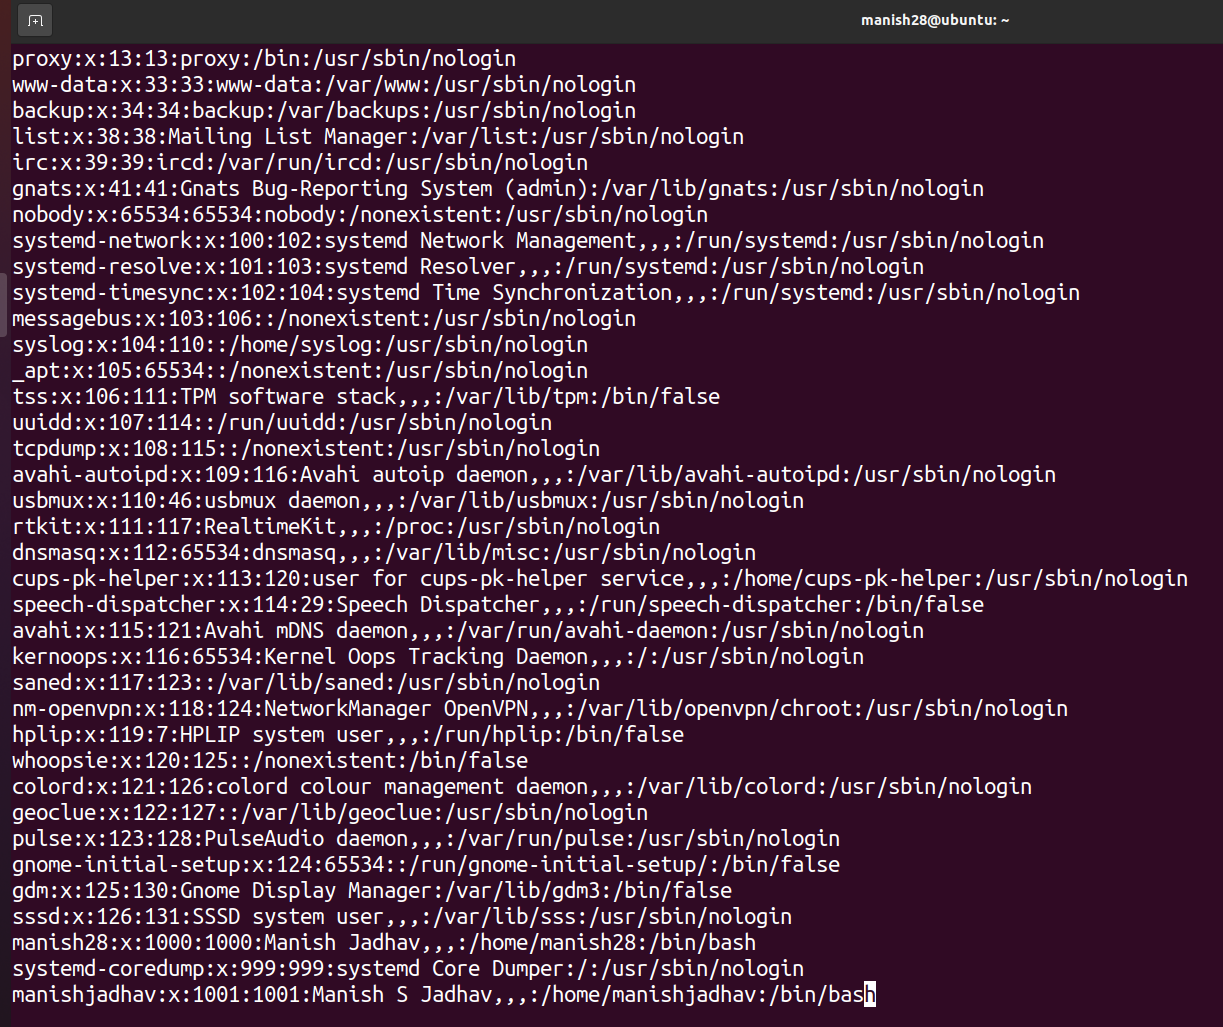 manish28@ubuntu: ~
proxy:x:13:13:proxy:/bin:/usr/sbin/nologin
www-data:x:33:33:www-data:/var/www:/usr/sbin/nologin
backup:x:34:34:backup:/var/backups:/usr/sbin/nologin
list:x:38:38:Mailing List Manager:/var/list:/usr/sbin/nologin
irc:x:39:39:ircd:/var/run/ircd:/usr/sbin/nologin
gnats:x:41:41:Gnats Bug-Reporting System (admin):/var/lib/gnats:/usr/sbin/nologin
nobody:x:65534:65534:nobody:/nonexistent:/usr/sbin/nologin
systemd-network:x:100:102:systemd Network Management,,,:/run/systemd:/usr/sbin/nologin
systemd-resolve:x:101:103:systemd Resolver,,,:/run/systemd:/usr/sbin/nologin
systemd-timesync:x:102:104:systemd Time Synchronization,,,:/run/systemd:/usr/sbin/nologin
messagebus:x:103:106::/nonexistent:/usr/sbin/nologin
syslog:x:104:110::/home/syslog:/usr/sbin/nologin
_apt:x:105:65534::/nonexistent:/usr/sbin/nologin
tss:x:106:111:TPM software stack,,,:/var/lib/tpm:/bin/false
uuidd:x:107:114::/run/uuidd:/usr/sbin/nologin
tcpdump:x:108:115::/nonexistent:/usr/sbin/nologin
avahi-autoipd:x:109:116:Avahi autoip daemon,,,:/var/lib/avahi-autoipd:/usr/sbin/nologin
usbmux:x:110:46:usbmux daemon,,,:/var/lib/usbmux:/usr/sbin/nologin
rtkit:x:111:117:RealtimeKit,,,:/proc:/usr/sbin/nologin
dnsmasq:x:112:65534:dnsmasq,,,:/var/lib/misc:/usr/sbin/nologin
cups-pk-helper:x:113:120:user for cups-pk-helper service,,,:/home/cups-pk-helper:/usr/sbin/nologin
speech-dispatcher:x:114:29:Speech Dispatcher,,,:/run/speech-dispatcher:/bin/false
avahi:x:115:121:Avahi mDNS daemon,,,:/var/run/avahi-daemon:/usr/sbin/nologin
kernoops:x:116:65534:Kernel Oops Tracking Daemon,,,:/:/usr/sbin/nologin
saned:x:117:123::/var/lib/saned:/usr/sbin/nologin
nm-openvpn:x:118:124:NetworkManager OpenVPN,,,:/var/lib/openvpn/chroot:/usr/sbin/nologin
hplip:x:119:7:HPLIP system user,,,:/run/hplip:/bin/false
whoopsie:x:120:125::/nonexistent:/bin/false
colord:x:121:126:colord colour management daemon,,,:/var/lib/colord:/usr/sbin/nologin
geoclue:x:122:127::/var/lib/geoclue:/usr/sbin/nologin
pulse:x:123:128:PulseAudio daemon,,,:/var/run/pulse:/usr/sbin/nologin
gnome-initial-setup:x:124:65534::/run/gnome-initial-setup/:/bin/false
gdm:x:125:130:Gnome Display Manager:/var/lib/gdm3:/bin/false
sssd:x:126:131:SSSD system user,,,:/var/lib/sss:/usr/sbin/nologin
manish28:x:1000:1000:Manish Jadhav,,,:/home/manish28:/bin/bash
systemd-coredump:x:999:999:systemd Core Dumper:/:/usr/sbin/nologin
manishjadhav:x:1001:1001:Manish S Jadhav,,,:/home/manishjadhav:/bin/bash